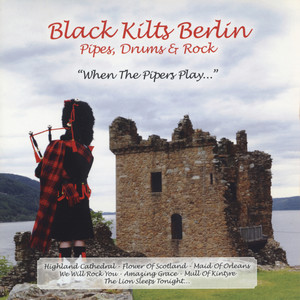 Black Kilts Berlin
Pipes, Drums & Rock
"When The Pipers Play..."
Highland Cathedral - Flower Of Scotland - Maid Of Orleans
We Will Rock You - Amazing Grace - Mull Of Kintyre
The Lion Sleeps Tonight...